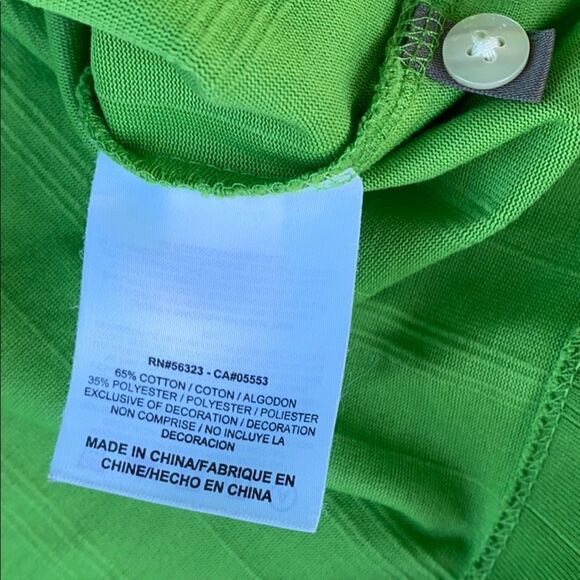 RN#56323 - CA#05553
65% COTTON / COTON / ALGODON
35% POLYESTER / POLYESTER / POLIESTER
EXCLUSIVE OF DECORATION / DECORATION
NON COMPRISE / NO INCLUYE LA
DECORACION
MADE IN CHINA/FABRIQUE EN
CHINE/HECHO EN CHINA